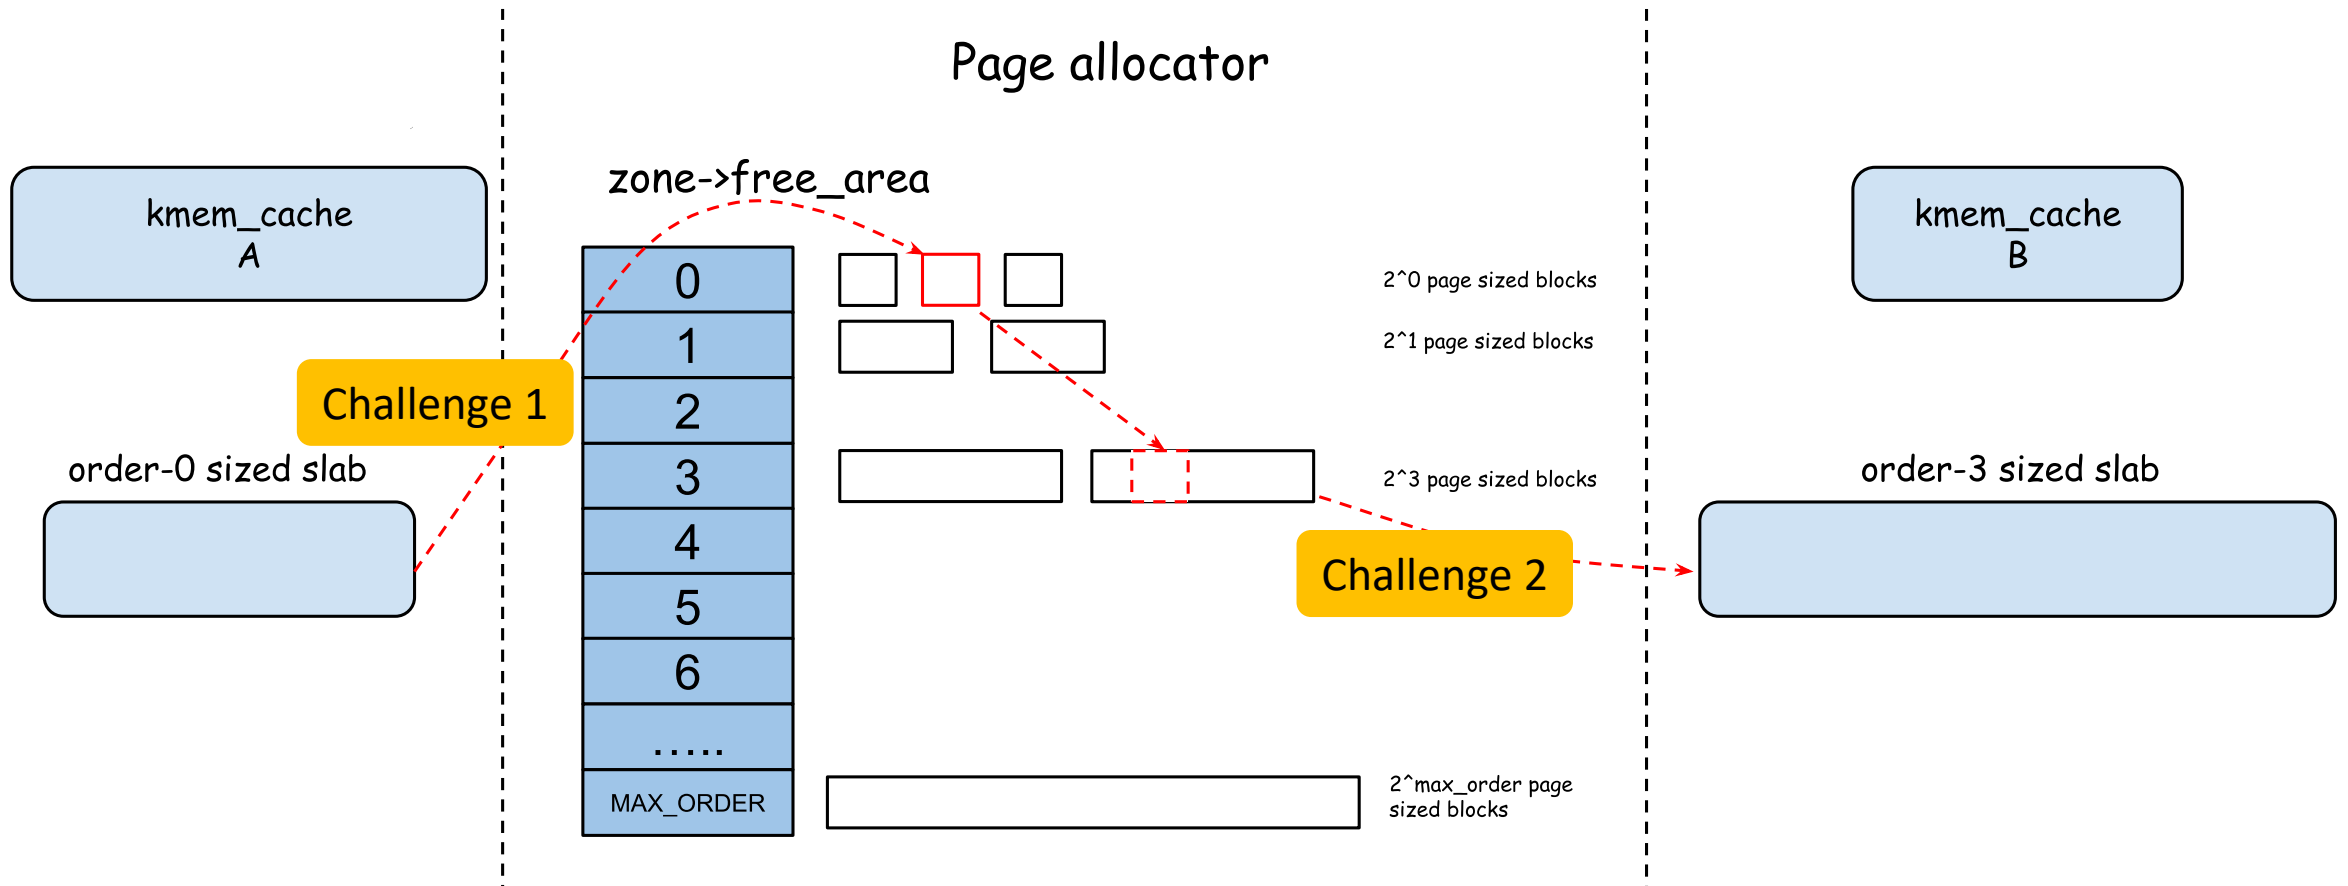 Page allocator
zone->free_area
kmem_cache
A
kmem_cache
B
0
2^0 page sized blocks
1
2^1 page sized blocks
Challenge 1
2
order-0 sized slab
3
2^3 page sized blocks
order-3 sized slab
4
Challenge 2
5
6
.....
MAX_ORDER
2^max_order page
sized blocks